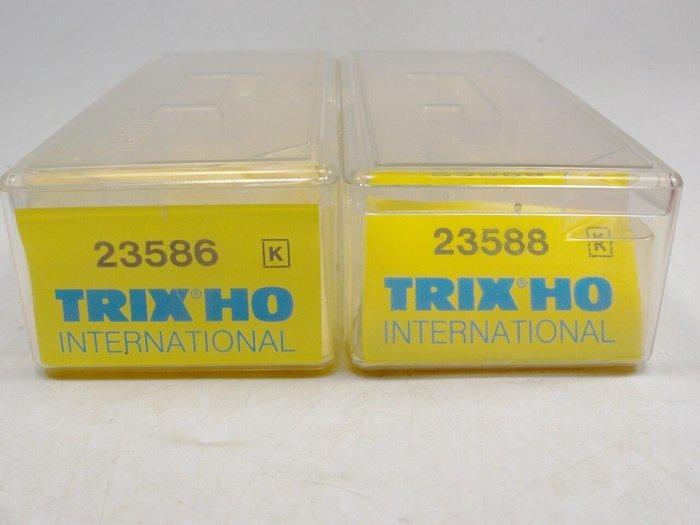 23586 K
TRIX® HO
INTERNATIONAL
23588 K
TRIX® HO
INTERNATIONAL